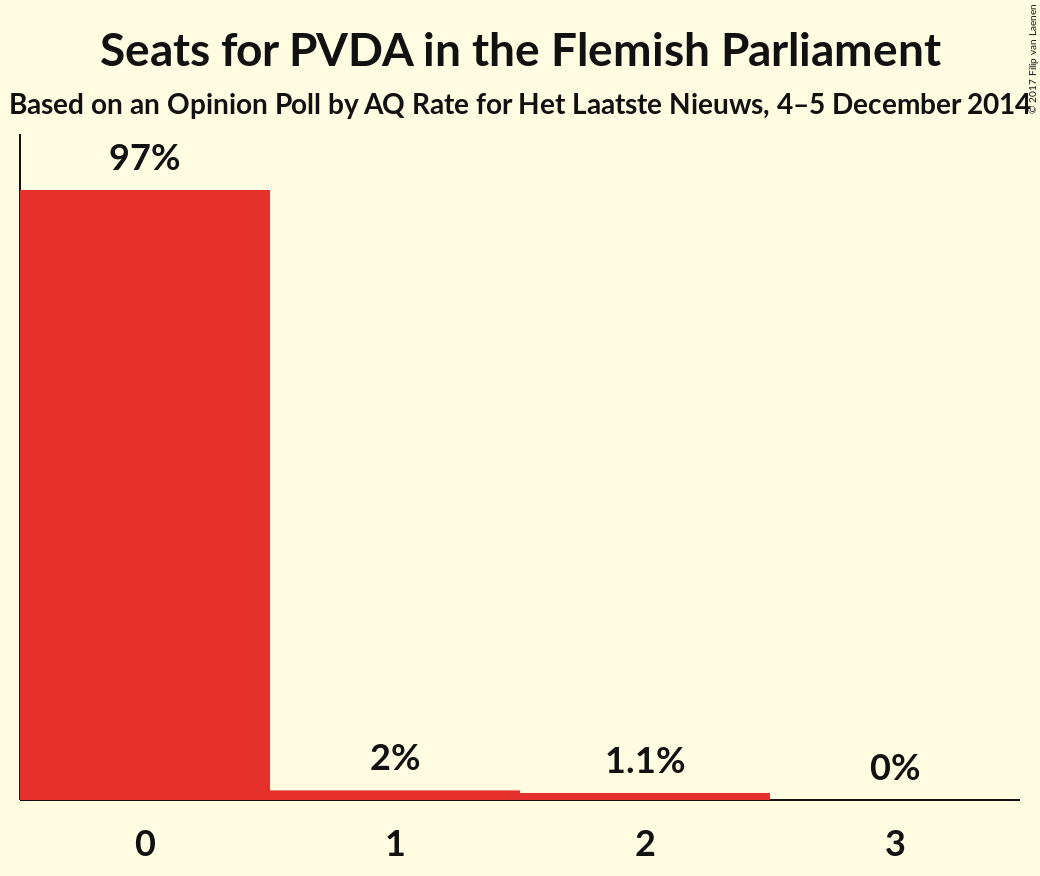 Seats for PVDA in the Flemish Parliament
Based on an Opinion Poll by AQ Rate for Het Laatste Nieuws, 4–5 December 2014
© 2017 Filip van Laenen
97%
2%
1.1%
0%
0
1
2
3